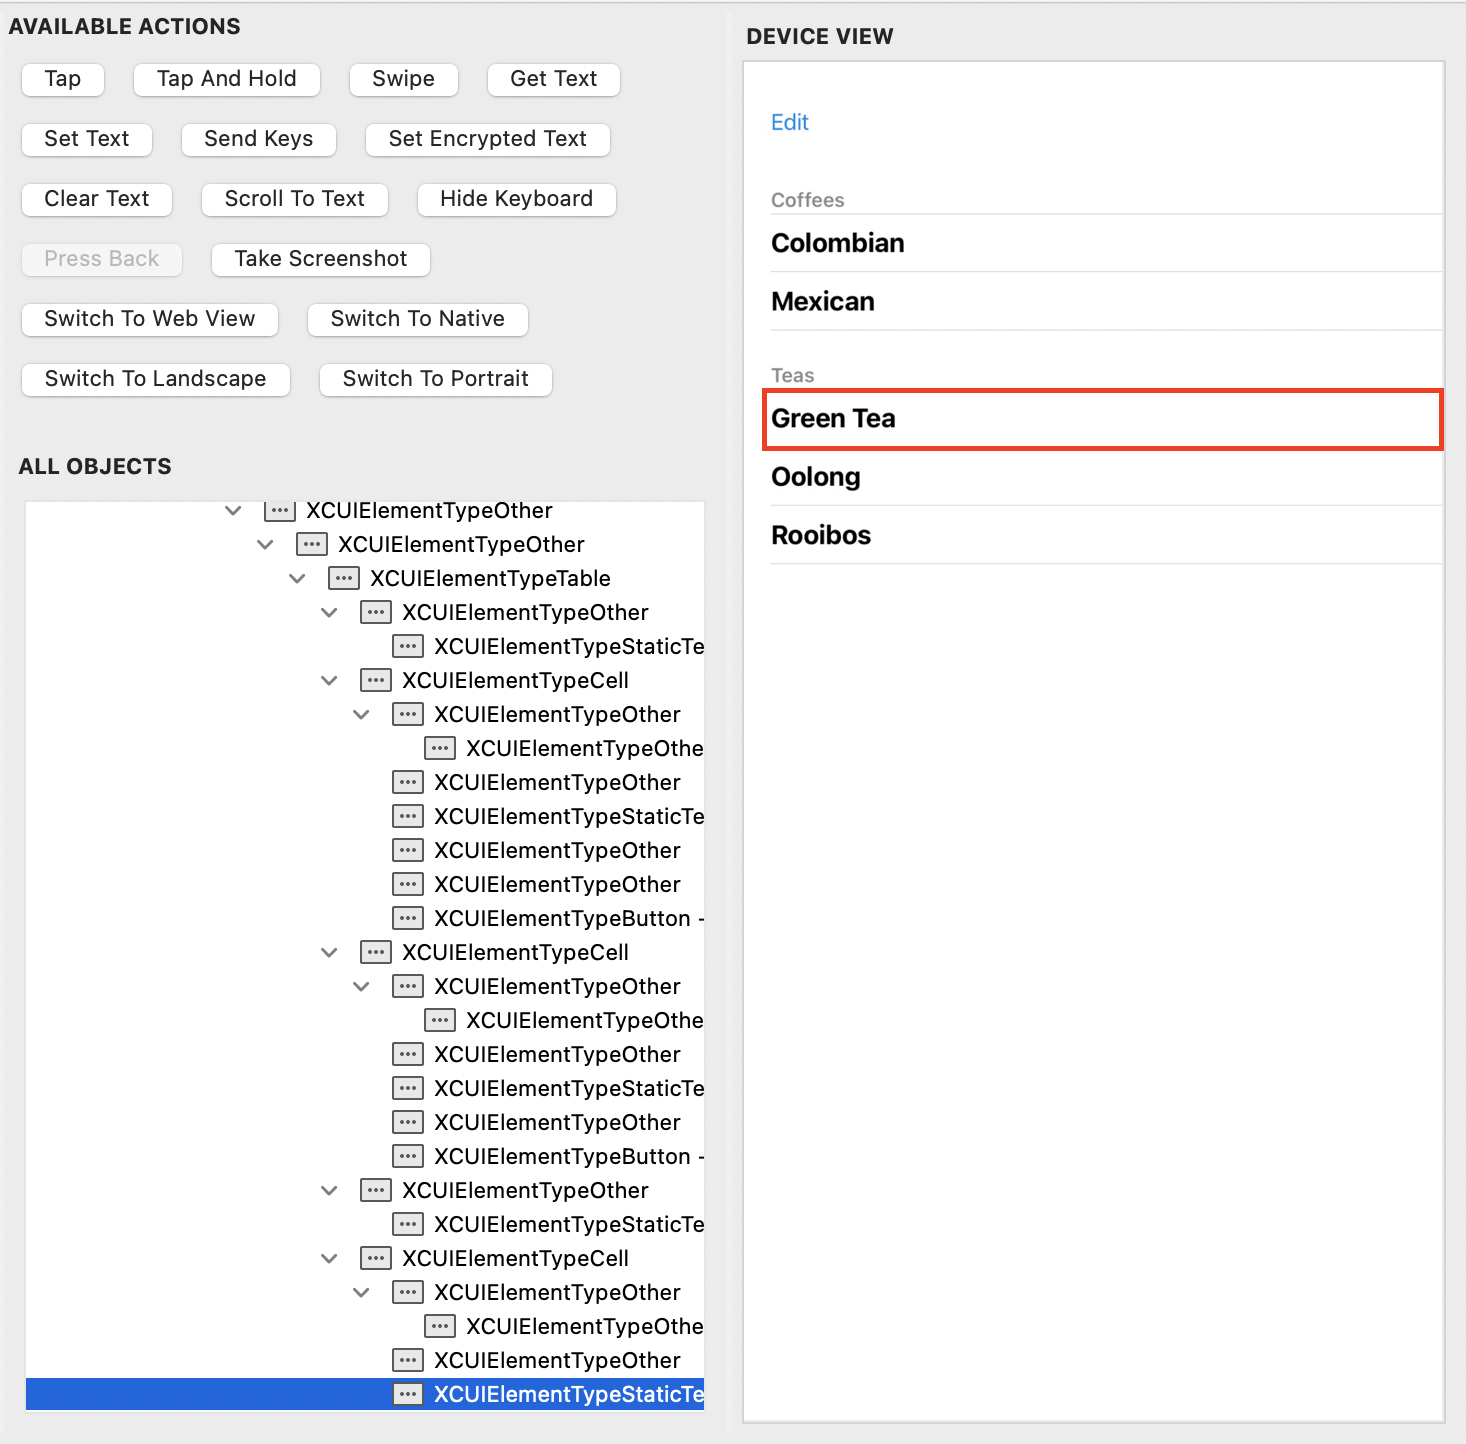 AVAILABLE ACTIONS
Tap
Tap And Hold
Swipe
Get Text
Set Text
Send Keys
Set Encrypted Text
Clear Text
Scroll To Text
Hide Keyboard
Press Back
Take Screenshot
Switch To Web View
Switch To Native
Switch To Landscape
Switch To Portrait
ALL OBJECTS
XCUIElementTypeOther
XCUIElementTypeOther
XCUIElementTypeTable
XCUIElementTypeOther
XCUIElementTypeStaticTe
XCUIElementTypeCell
XCUIElementTypeOther
XCUIElementTypeOthe
XCUIElementTypeOther
XCUIElementTypeStaticTe
XCUIElementTypeOther
XCUIElementTypeOther
XCUIElementTypeButton -
XCUIElementTypeCell
XCUIElementTypeOther
XCUIElementTypeOthe
XCUIElementTypeOther
XCUIElementTypeStaticTe
XCUIElementTypeOther
XCUIElementTypeButton -
XCUIElementTypeOther
XCUIElementTypeStaticTe
XCUIElementTypeCell
XCUIElementTypeOther
XCUIElementTypeOthe
XCUIElementTypeOther
XCUIElementTypeStaticTe
DEVICE VIEW
Edit
Coffees
Colombian
Mexican
Teas
Green Tea
Oolong
Rooibos